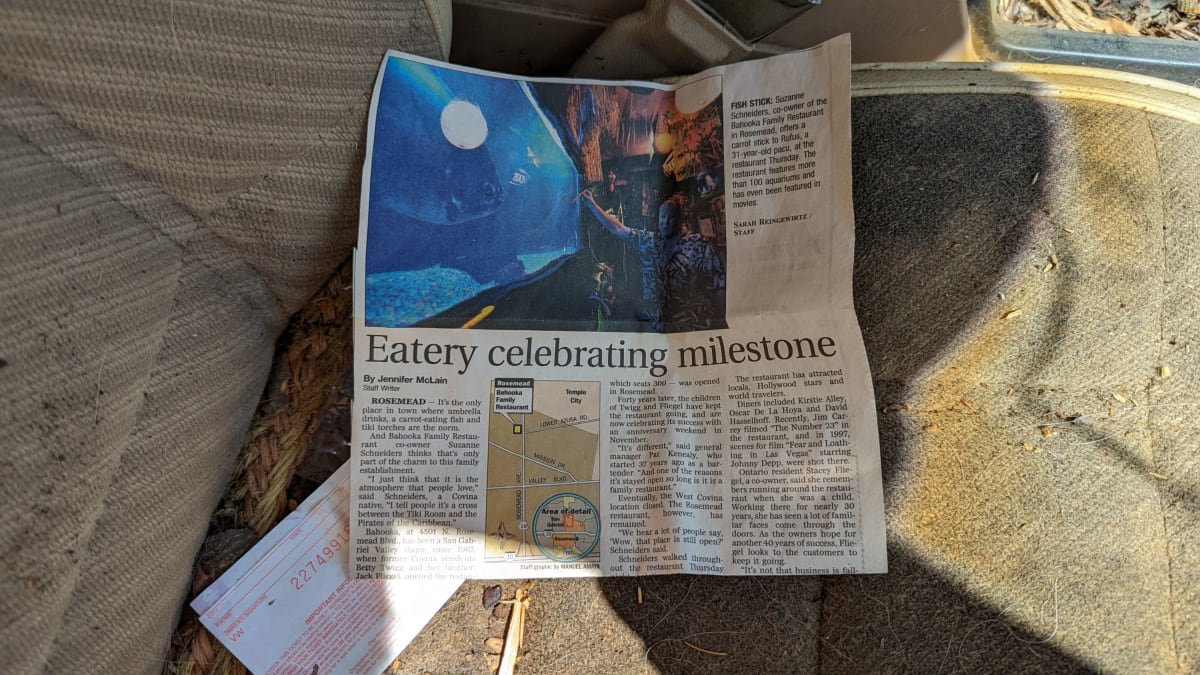 FISH STICK: Suzanne
Schneiders, co-owner of the
Bahooka Family Restaurant
in Rosemead, offers a
carrot stick to Rufus, a
31-year-old pacu, at the
restaurant Thursday. The
restaurant features more
than 100 aquariums and
has even been featured in
movies.
SARAH REINGEWIRTZ /
STAFF
Eatery celebrating milestone
By Jennifer McLain
Staff Writer
ROSEMEAD — It's the only
place in town where umbrella
drinks, a carrot-eating fish and
tiki torches are the norm.
And Bahooka Family Restau-
rant co-owner Suzanne
Schneiders thinks that's only
part of the charm to this family
establishment.
"I just think that it is the
atmosphere that people love,"
said Schneiders, a Covina
native. "I tell people it's a cross
between the Tiki Room and the
Pirates of the Caribbean."
Bahooka, at 4501 N. Rose-
mead Blvd., has been a San Gab-
riel Valley staple since 1967,
when former Covina residents
Betty Twigg and her brother,
Jack Fliegel, opened the restau-
Rosemead
Bahooka
Family
Restaurant
Temple
City
LOWER AZUSA RD.
MISSION DR.
VALLEY BLVD.
ROSEMEAD AVE.
Area of detail
San
Gabriel
Rosemead
10
Staff graphic by MANUEL AMAYA
which seats 300 — was opened
in Rosemead.
Forty years later, the children
of Twigg and Fliegel have kept
the restaurant going, and are
now celebrating its success with
an anniversary weekend in
November.
"It's different," said general
manager Pat Kenealy, who
started 37 years ago as a bar-
tender. "And one of the reasons
it's stayed open so long is it is a
family restaurant."
Eventually, the West Covina
location closed. The Rosemead
restaurant, however, has
remained.
"We hear a lot of people say,
'Wow, that place is still open?'"
Schneiders said.
Schneiders walked through-
out the restaurant Thursday
The restaurant has attracted
locals, Hollywood stars and
world travelers.
Diners included Kirstie Alley,
Oscar De La Hoya and David
Hasselhoff. Recently, Jim Car-
rey filmed "The Number 23" in
the restaurant, and in 1997,
scenes for film "Fear and Loath-
ing in Las Vegas" starring
Johnny Depp, were shot there.
Ontario resident Stacey Flie-
gel, a co-owner, said she remem-
bers running around the restau-
rant when she was a child.
Working there for nearly 30
years, she has seen a lot of famil-
iar faces come through the
doors. As the owners hope for
another 40 years of success, Flie-
gel looks to the customers to
keep it going.
"It's not that business is fall-
2274991
VW
IMPORTANT INFO